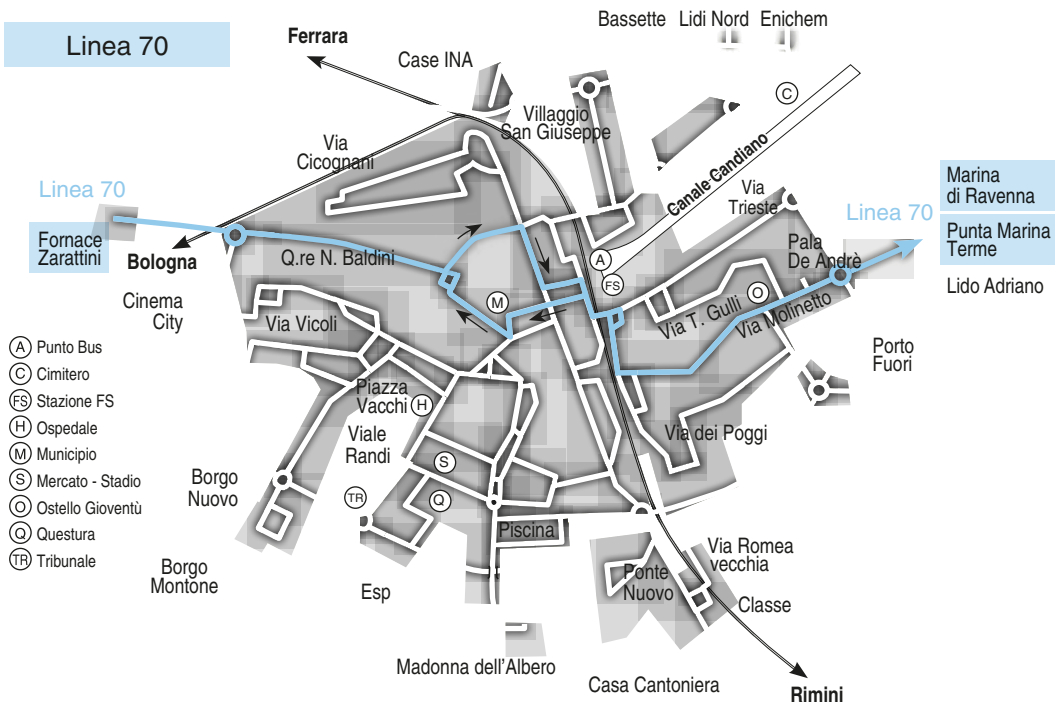 Linea 70
Ferrara
Case INA
Bassette
Lidi Nord
Enichem
C
Villaggio
San Giuseppe
Via
Cicognani
Canale Candiano
Via
Trieste
Marina
di Ravenna
Linea 70
Linea 70
Punta Marina
Terme
Fornace
Zarattini
Bologna
Q.re N. Baldini
A
FS
Pala
De Andrè
Lido Adriano
Cinema
City
M
O
Via T. Gulli
Via Molinetto
Via Vicoli
Porto
Fuori
A Punto Bus
C Cimitero
FS Stazione FS
H Ospedale
M Municipio
S Mercato - Stadio
O Ostello Gioventù
Q Questura
TR Tribunale
Piazza
Vacchi
H
Viale
Randi
Via dei Poggi
S
Borgo
Nuovo
TR
Q
Piscina
Via Romea
vecchia
Borgo
Montone
Esp
Ponte
Nuovo
Classe
Madonna dell'Albero
Casa Cantoniera
Rimini